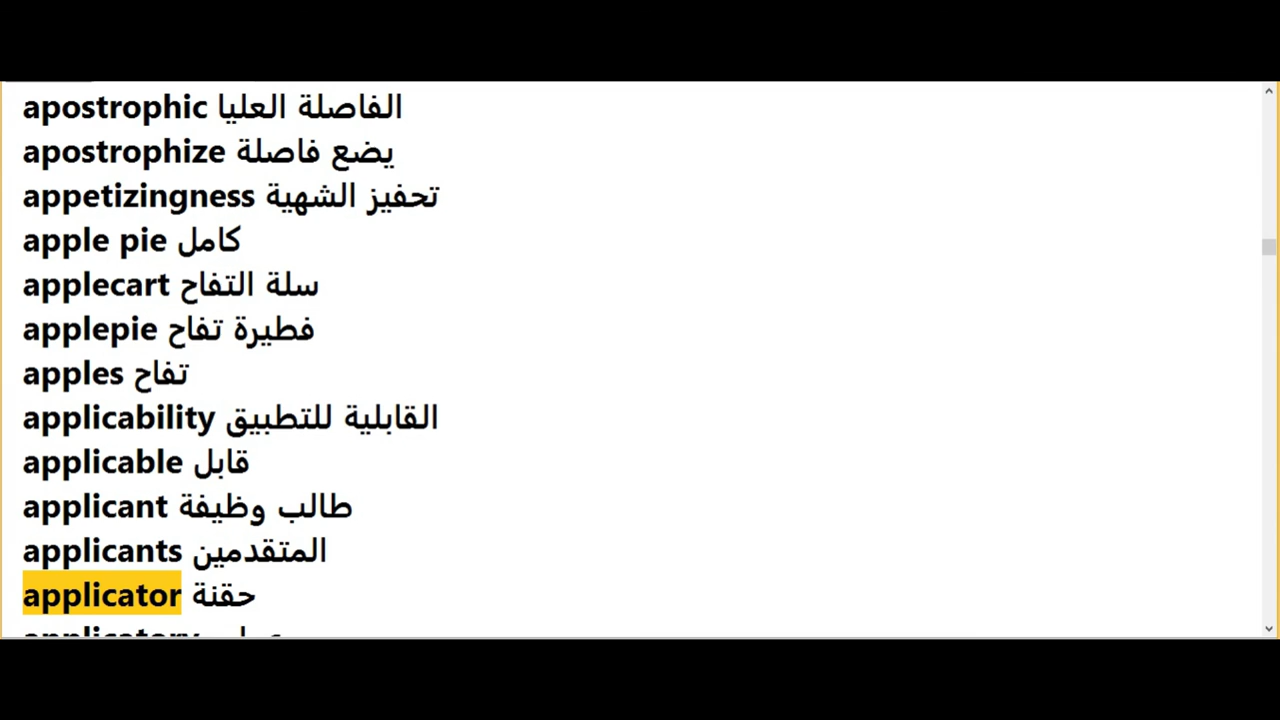 apostrophic الفاصلة العليا
apostrophize يضع فاصلة
appetizingness تحفيز الشهية
apple pie كامل
applecart سلة التفاح
applepie فطيرة تفاح
apples تفاح
applicability القابلية للتطبيق
applicable قابل
applicant طالب وظيفة
applicants المتقدمين
applicator حقنة
applicatory